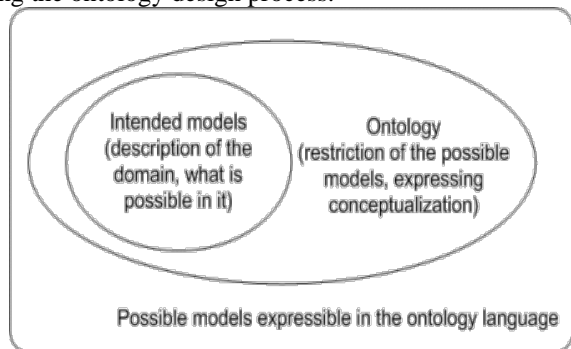 ing the ontology design process.
Intended models
(description of the
domain, what is
possible in it)
Ontology
(restriction of the possible
models, expressing
conceptualization)
Possible models expressible in the ontology language